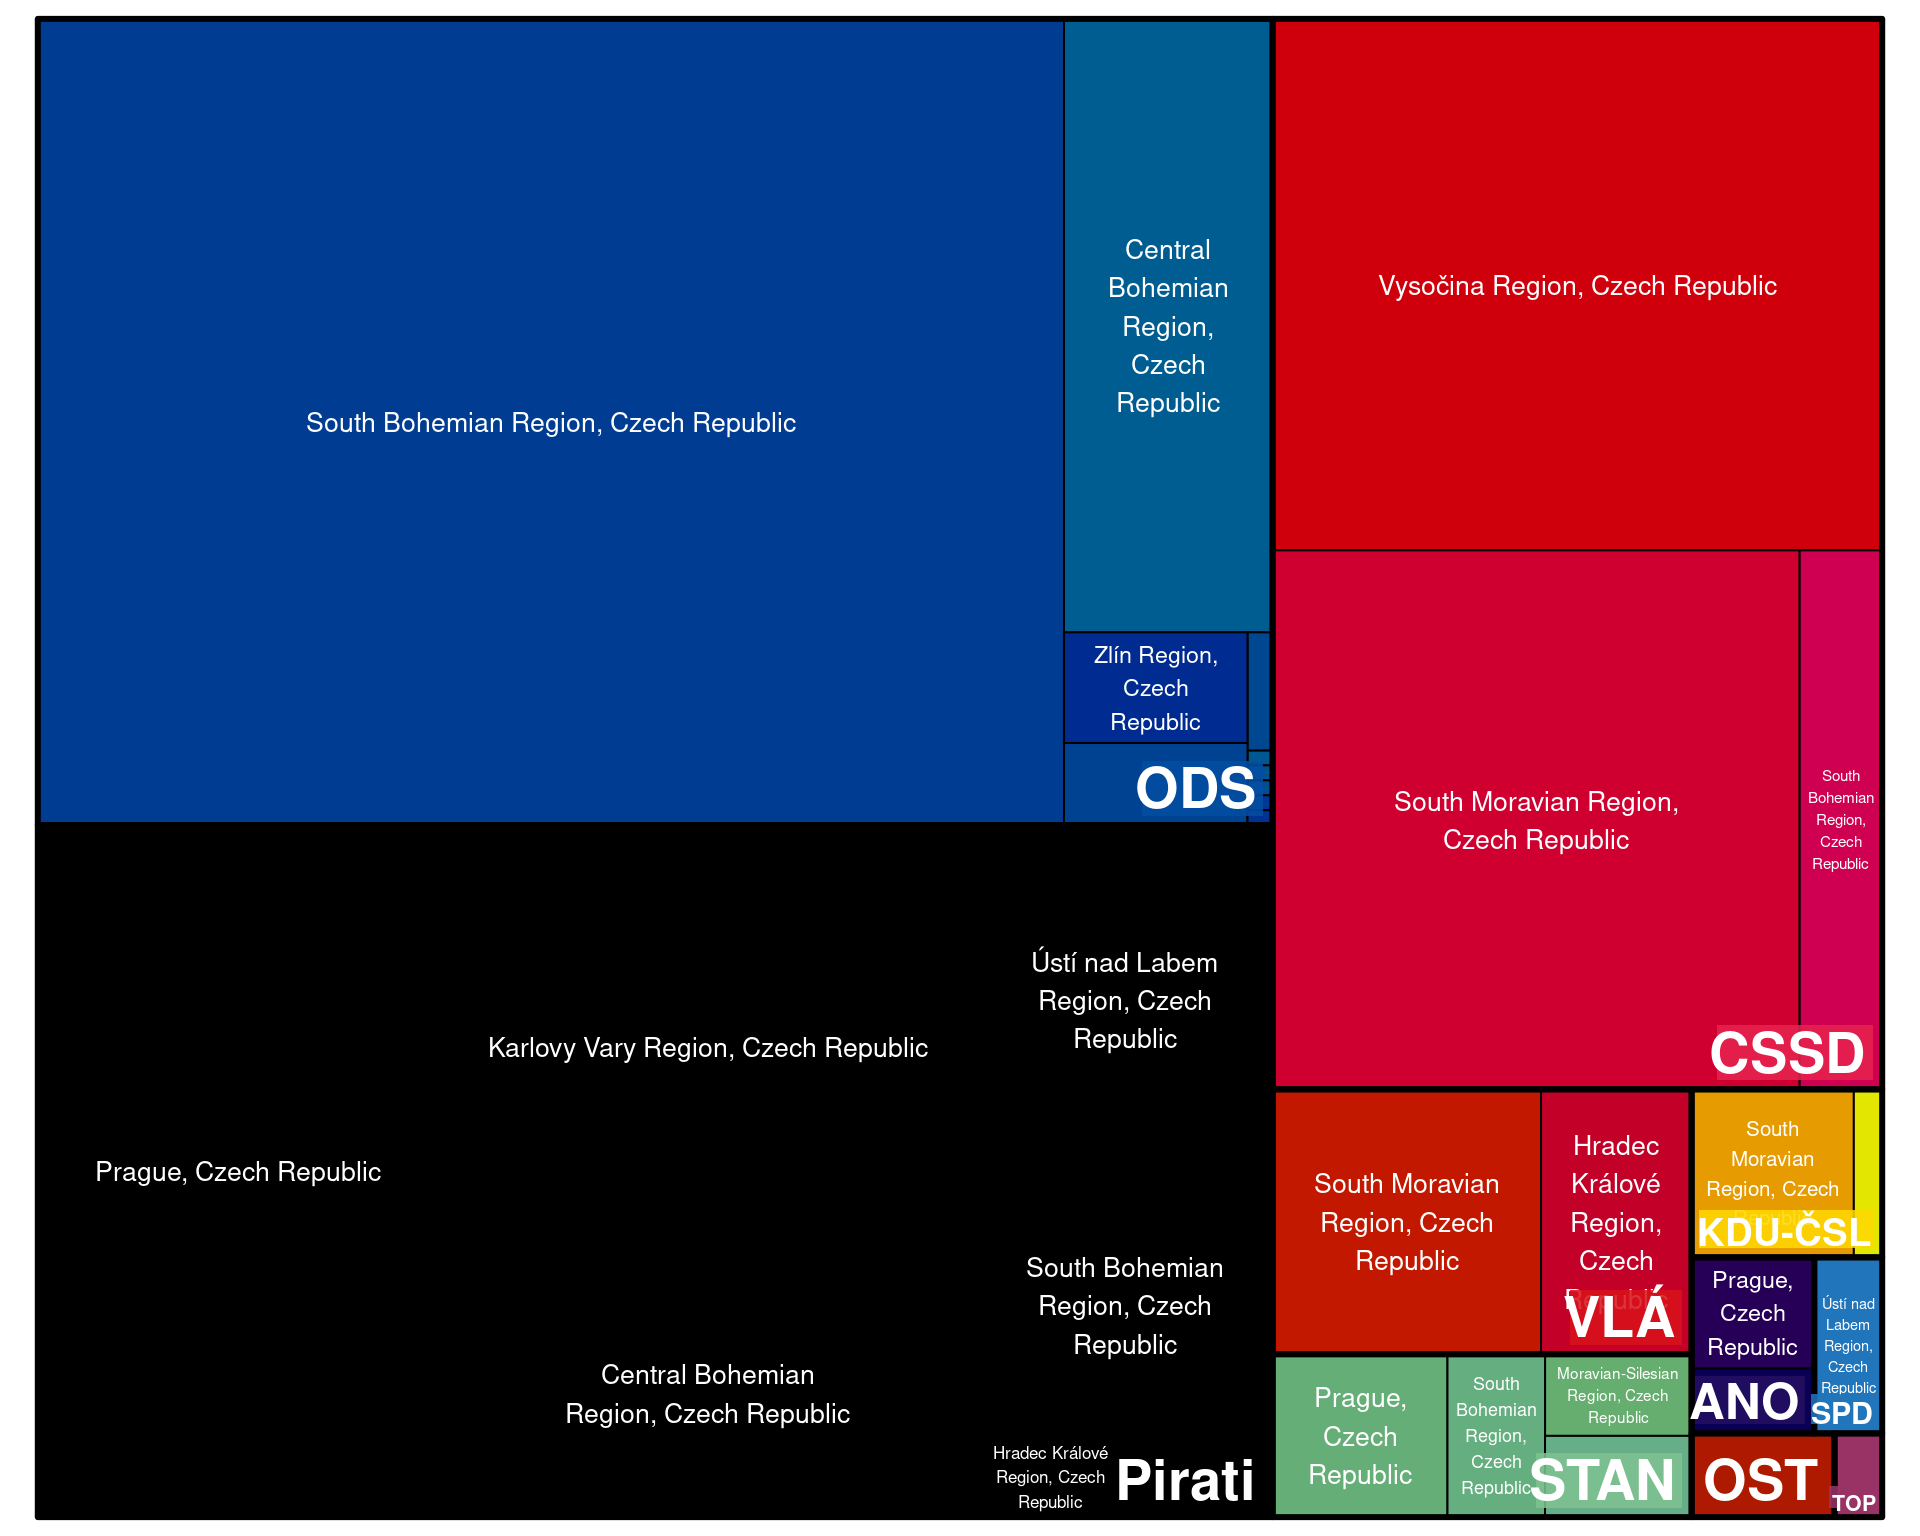 South Bohemian Region, Czech Republic
Central
Bohemian
Region,
Czech
Republic
Zlín Region,
Czech
Republic
ODS
Vysočina Region, Czech Republic
South Moravian Region,
Czech Republic
South
Bohemian
Region,
Czech
Republic
CSSD
Prague, Czech Republic
Karlovy Vary Region, Czech Republic
Ústí nad Labem
Region, Czech
Republic
Central Bohemian
Region, Czech Republic
South Bohemian
Region, Czech
Republic
Hradec Králové
Region, Czech
Republic
Pirati
South Moravian
Region, Czech
Republic
Hradec
Králové
Region,
Czech
Republic
VLÁ
South
Moravian
Region, Czech
Republic
KDU-ČSL
Prague,
Czech
Republic
ANO
Ústí nad
Labem
Region,
Czech
Republic
SPD
Prague,
Czech
Republic
South
Bohemian
Region,
Czech
Republic
Moravian-Silesian
Region, Czech
Republic
STAN
OST
TOP